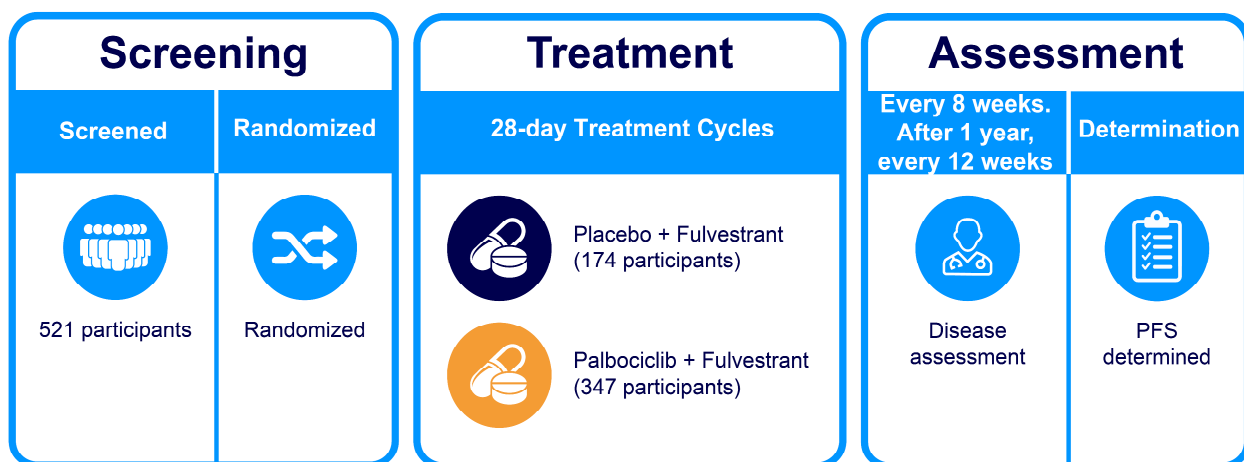 Screening
Screened
Randomized
521 participants
Randomized
Treatment
28-day Treatment Cycles
Placebo + Fulvestrant
(174 participants)
Palbociclib + Fulvestrant
(347 participants)
Assessment
Every 8 weeks.
After 1 year,
every 12 weeks
Determination
Disease
assessment
PFS
determined